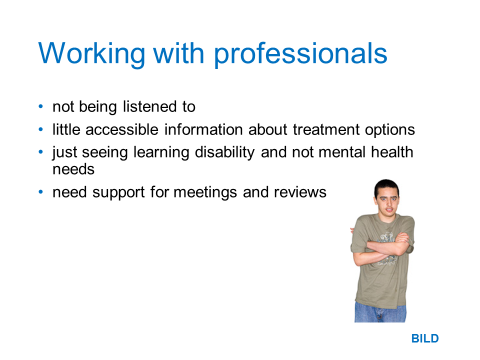 Working with professionals
• not being listened to
• little accessible information about treatment options
• just seeing learning disability and not mental health
needs
• need support for meetings and reviews
BILD